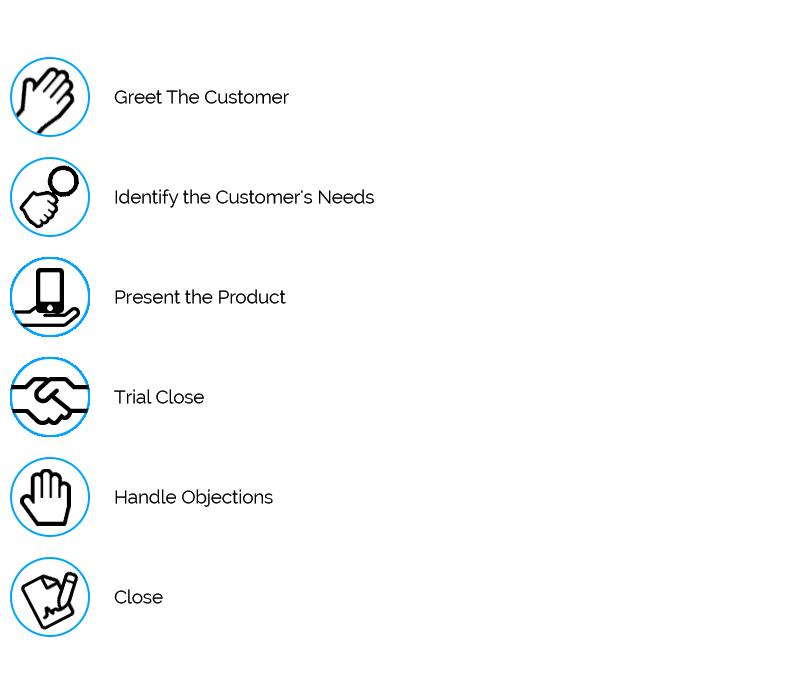 Greet The Customer
Identify the Customer's Needs
Present the Product
Trial Close
Handle Objections
Close